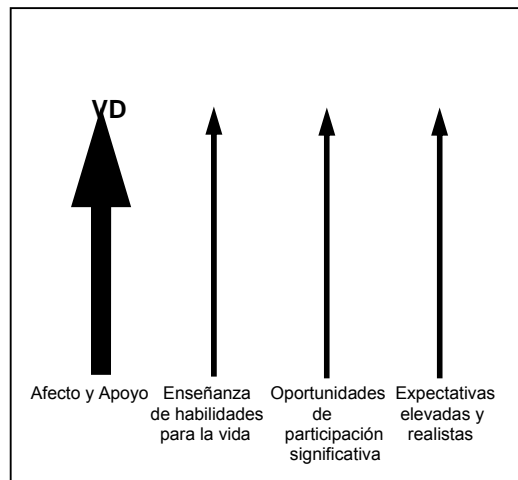 VD
Afecto y Apoyo
Enseñanza
de habilidades
para la vida
Oportunidades
de
participación
significativa
Expectativas
elevadas y
realistas